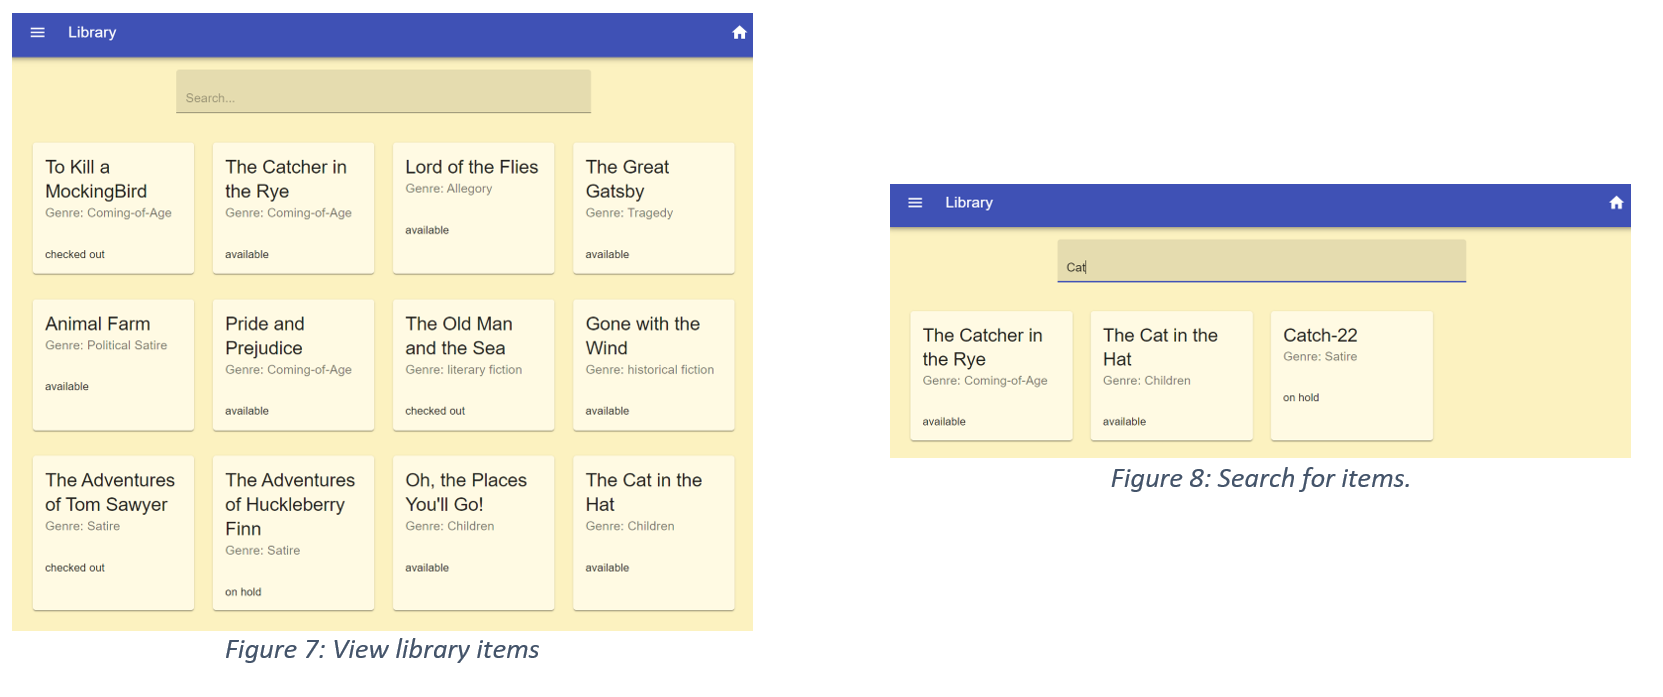 Library
Search...
To Kill a
MockingBird
Genre: Coming-of-Age
checked out
The Catcher in
the Rye
Genre: Coming-of-Age
available
Lord of the Flies
Genre: Allegory
available
The Great
Gatsby
Genre: Tragedy
available
Animal Farm
Genre: Political Satire
available
Pride and
Prejudice
Genre: Coming-of-Age
available
The Old Man
and the Sea
Genre: literary fiction
checked out
Gone with the
Wind
Genre: historical fiction
available
The Adventures
of Tom Sawyer
Genre: Satire
checked out
The Adventures
of Huckleberry
Finn
Genre: Satire
on hold
Oh, the Places
You'll Go!
Genre: Children
available
The Cat in the
Hat
Genre: Children
available
Figure 7: View library items
Library
Cat
The Catcher in
the Rye
Genre: Coming-of-Age
available
The Cat in the
Hat
Genre: Children
available
Catch-22
Genre: Satire
on hold
Figure 8: Search for items.